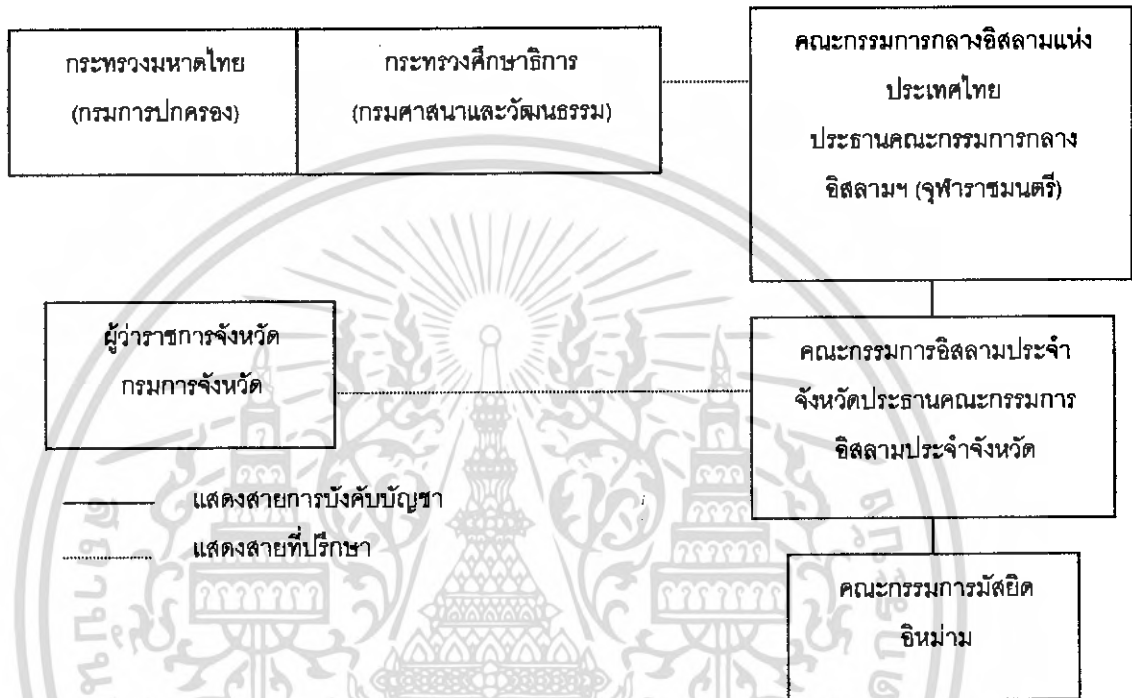 กระทรวงมหาดไทย
(กรมการปกครอง)
กระทรวงศึกษาธิการ
(กรมศาสนาและวัฒนธรรม)
คณะกรรมการกลางอิสลามแห่ง
ประเทศไทย
ประธานคณะกรรมการกลาง
อิสลามฯ (จุฬาราชมนตรี)
ผู้ว่าราชการจังหวัด
กรมการจังหวัด
คณะกรรมการอิสลามประจำ
จังหวัดประธานคณะกรรมการ
อิสลามประจำจังหวัด
แสดงสายการบังคับบัญชา
แสดงสายที่ปรึกษา
คณะกรรมการมัสยิด
อิหม่าม